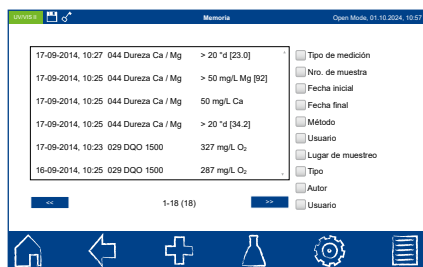 UV/VIS II
Memoria
Open Mode, 01.10.2024, 10:57
17-09-2014, 10:27 044 Dureza Ca / Mg > 20 °d [23.0]
17-09-2014, 10:25 044 Dureza Ca / Mg > 50 mg/L Mg [92]
17-09-2014, 10:25 044 Dureza Ca / Mg 50 mg/L Ca
17-09-2014, 10:25 044 Dureza Ca / Mg > 20 °d [34.2]
17-09-2014, 10:23 029 DQO 1500 327 mg/L O₂
16-09-2014, 10:25 029 DQO 1500 287 mg/L O₂
<< 1-18 (18) >>
Tipo de medición
Nro. de muestra
Fecha inicial
Fecha final
Método
Usuario
Lugar de muestreo
Tipo
Autor
Usuario